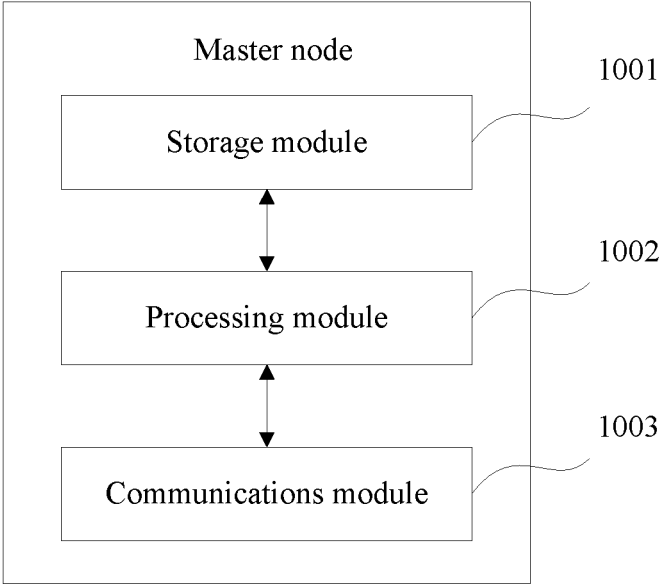 Master node
1001
Storage module
1002
Processing module
1003
Communications module